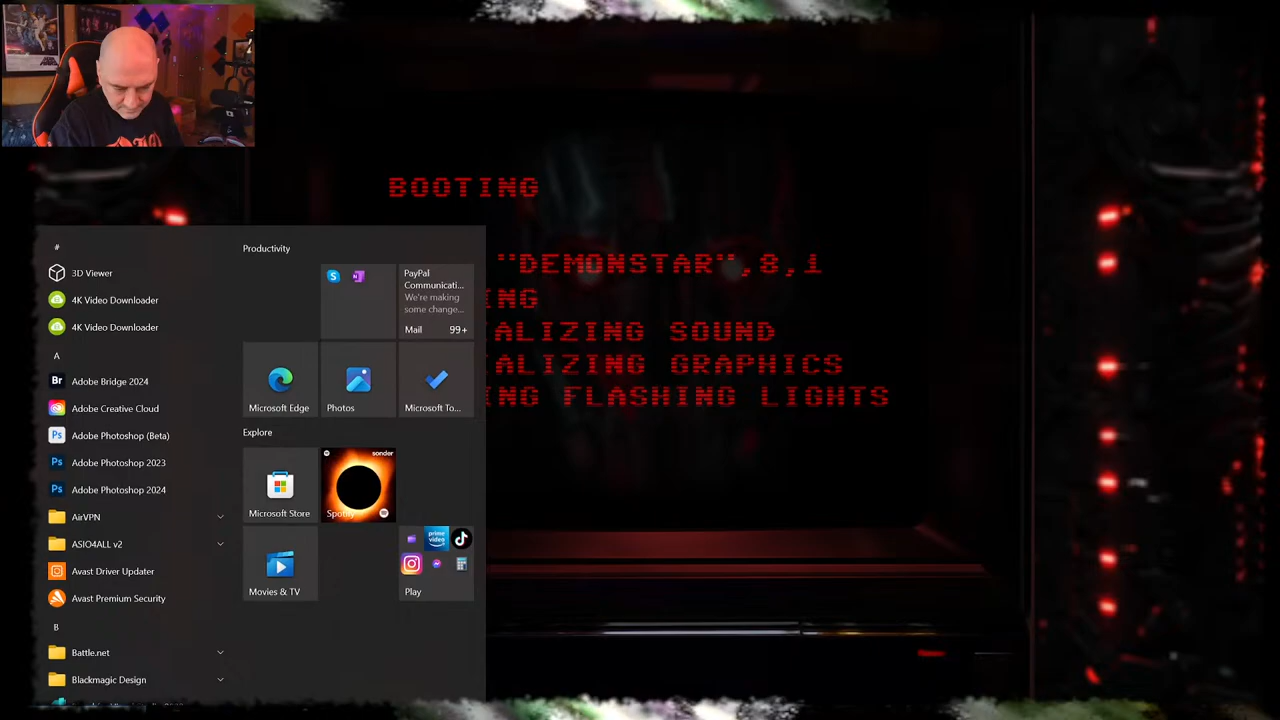 BOOTING
"DEMONSTAR",8,1
ING
ALIZING SOUND
ALIZING GRAPHICS
ING FLASHING LIGHTS
#
3D Viewer
4K Video Downloader
4K Video Downloader
A
Adobe Bridge 2024
Adobe Creative Cloud
Adobe Photoshop (Beta)
Adobe Photoshop 2023
Adobe Photoshop 2024
AirVPN
ASIO4ALL v2
Avast Driver Updater
Avast Premium Security
B
Battle.net
Blackmagic Design
Productivity
PayPal
Communicati...
We're making
some change...
Mail 99+
Microsoft Edge
Photos
Microsoft To...
Explore
Microsoft Store
sonder
Spotify
Movies & TV
prime
video
Play